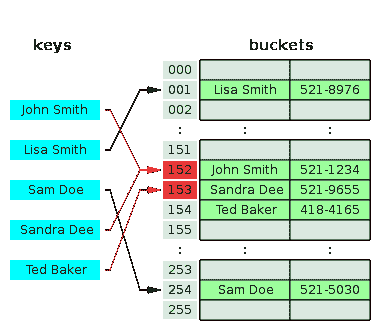 keys buckets
000
001 Lisa Smith 521-8976
002
: : :
151
152 John Smith 521-1234
153 Sandra Dee 521-9655
154 Ted Baker 418-4165
155
: : :
253
254 Sam Doe 521-5030
255
John Smith
Lisa Smith
Sam Doe
Sandra Dee
Ted Baker